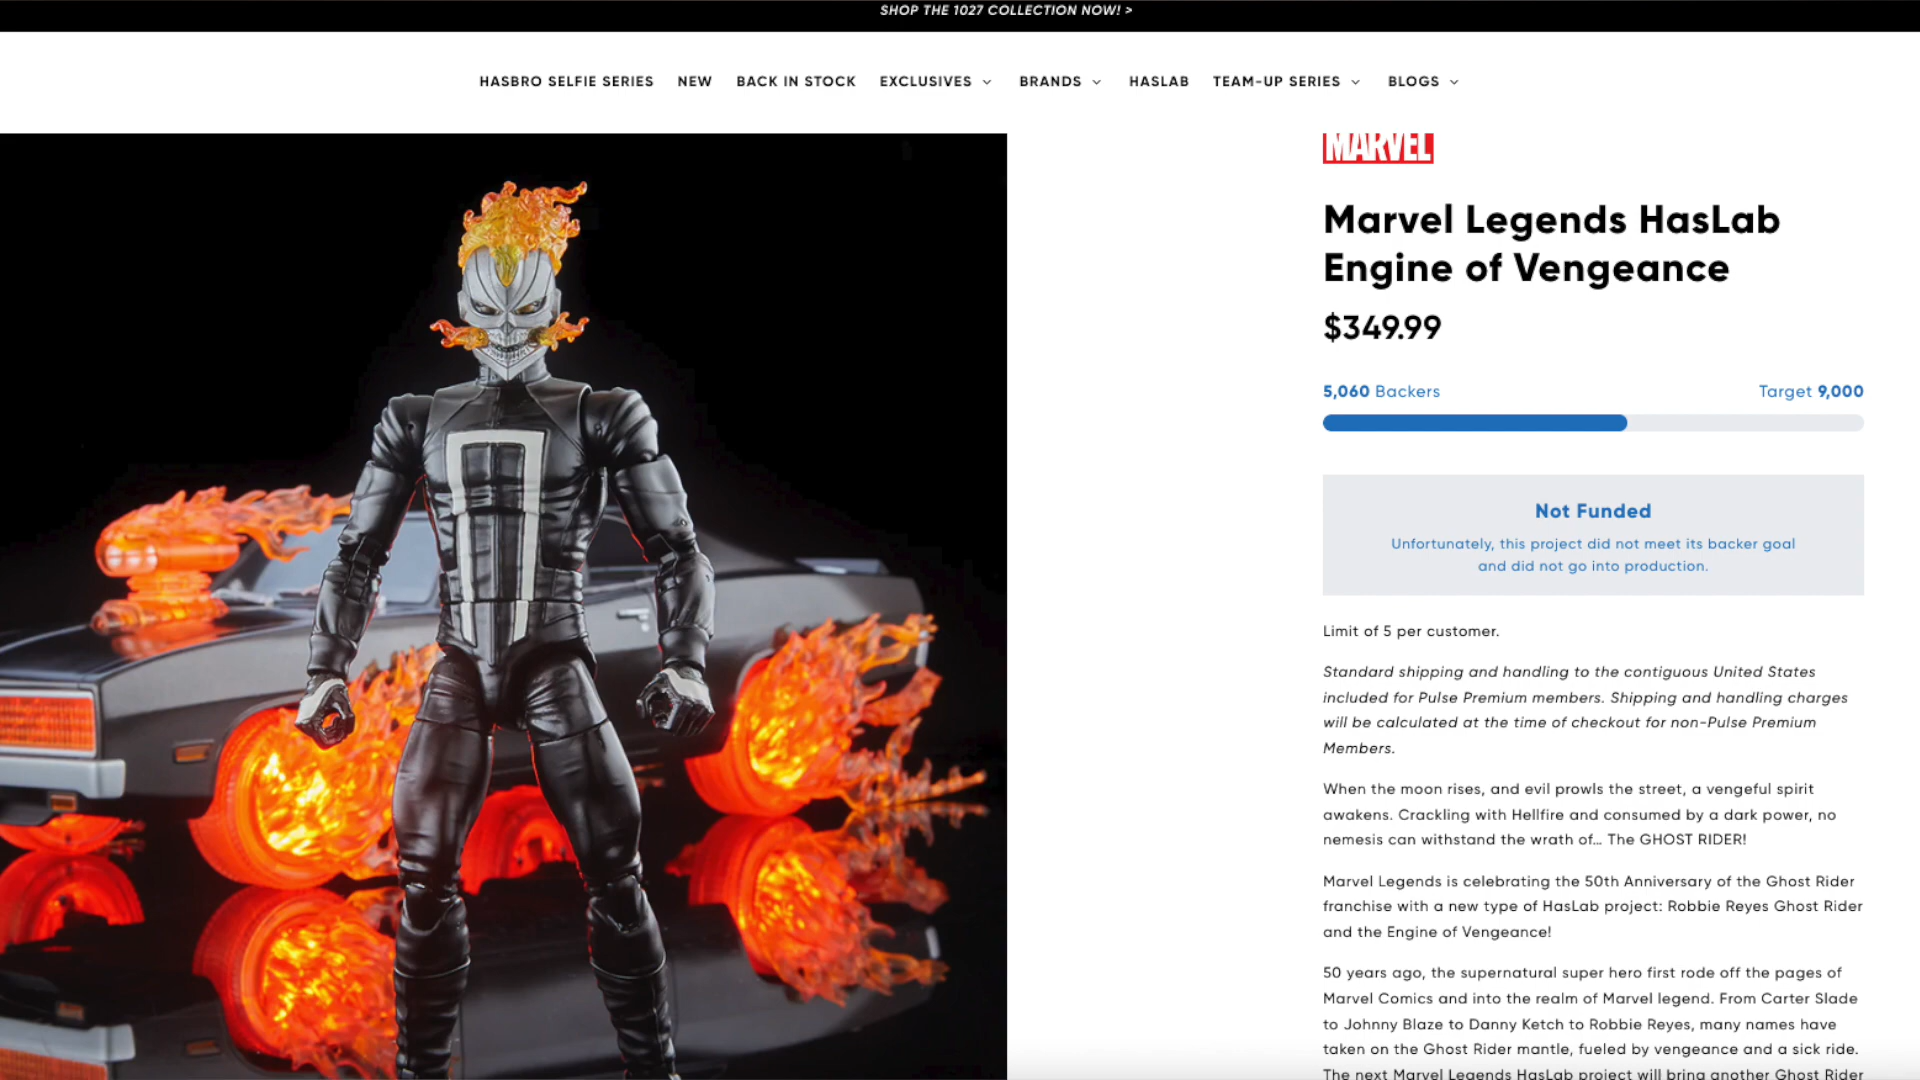 SHOP THE 1027 COLLECTION NOW! >
HASBRO SELFIE SERIES NEW BACK IN STOCK EXCLUSIVES BRANDS HASLAB TEAM-UP SERIES BLOGS
MARVEL
Marvel Legends HasLab
Engine of Vengeance
$349.99
5,060 Backers Target 9,000
Not Funded
Unfortunately, this project did not meet its backer goal
and did not go into production.
Limit of 5 per customer.
Standard shipping and handling to the contiguous United States
included for Pulse Premium members. Shipping and handling charges
will be calculated at the time of checkout for non-Pulse Premium
Members.
When the moon rises, and evil prowls the street, a vengeful spirit
awakens. Crackling with Hellfire and consumed by a dark power, no
nemesis can withstand the wrath of... The GHOST RIDER!
Marvel Legends is celebrating the 50th Anniversary of the Ghost Rider
franchise with a new type of HasLab project: Robbie Reyes Ghost Rider
and the Engine of Vengeance!
50 years ago, the supernatural super hero first rode off the pages of
Marvel Comics and into the realm of Marvel legend. From Carter Slade
to Johnny Blaze to Danny Ketch to Robbie Reyes, many names have
taken on the Ghost Rider mantle, fueled by vengeance and a sick ride.
The next Marvel Legends HasLab project will bring another Ghost Rider